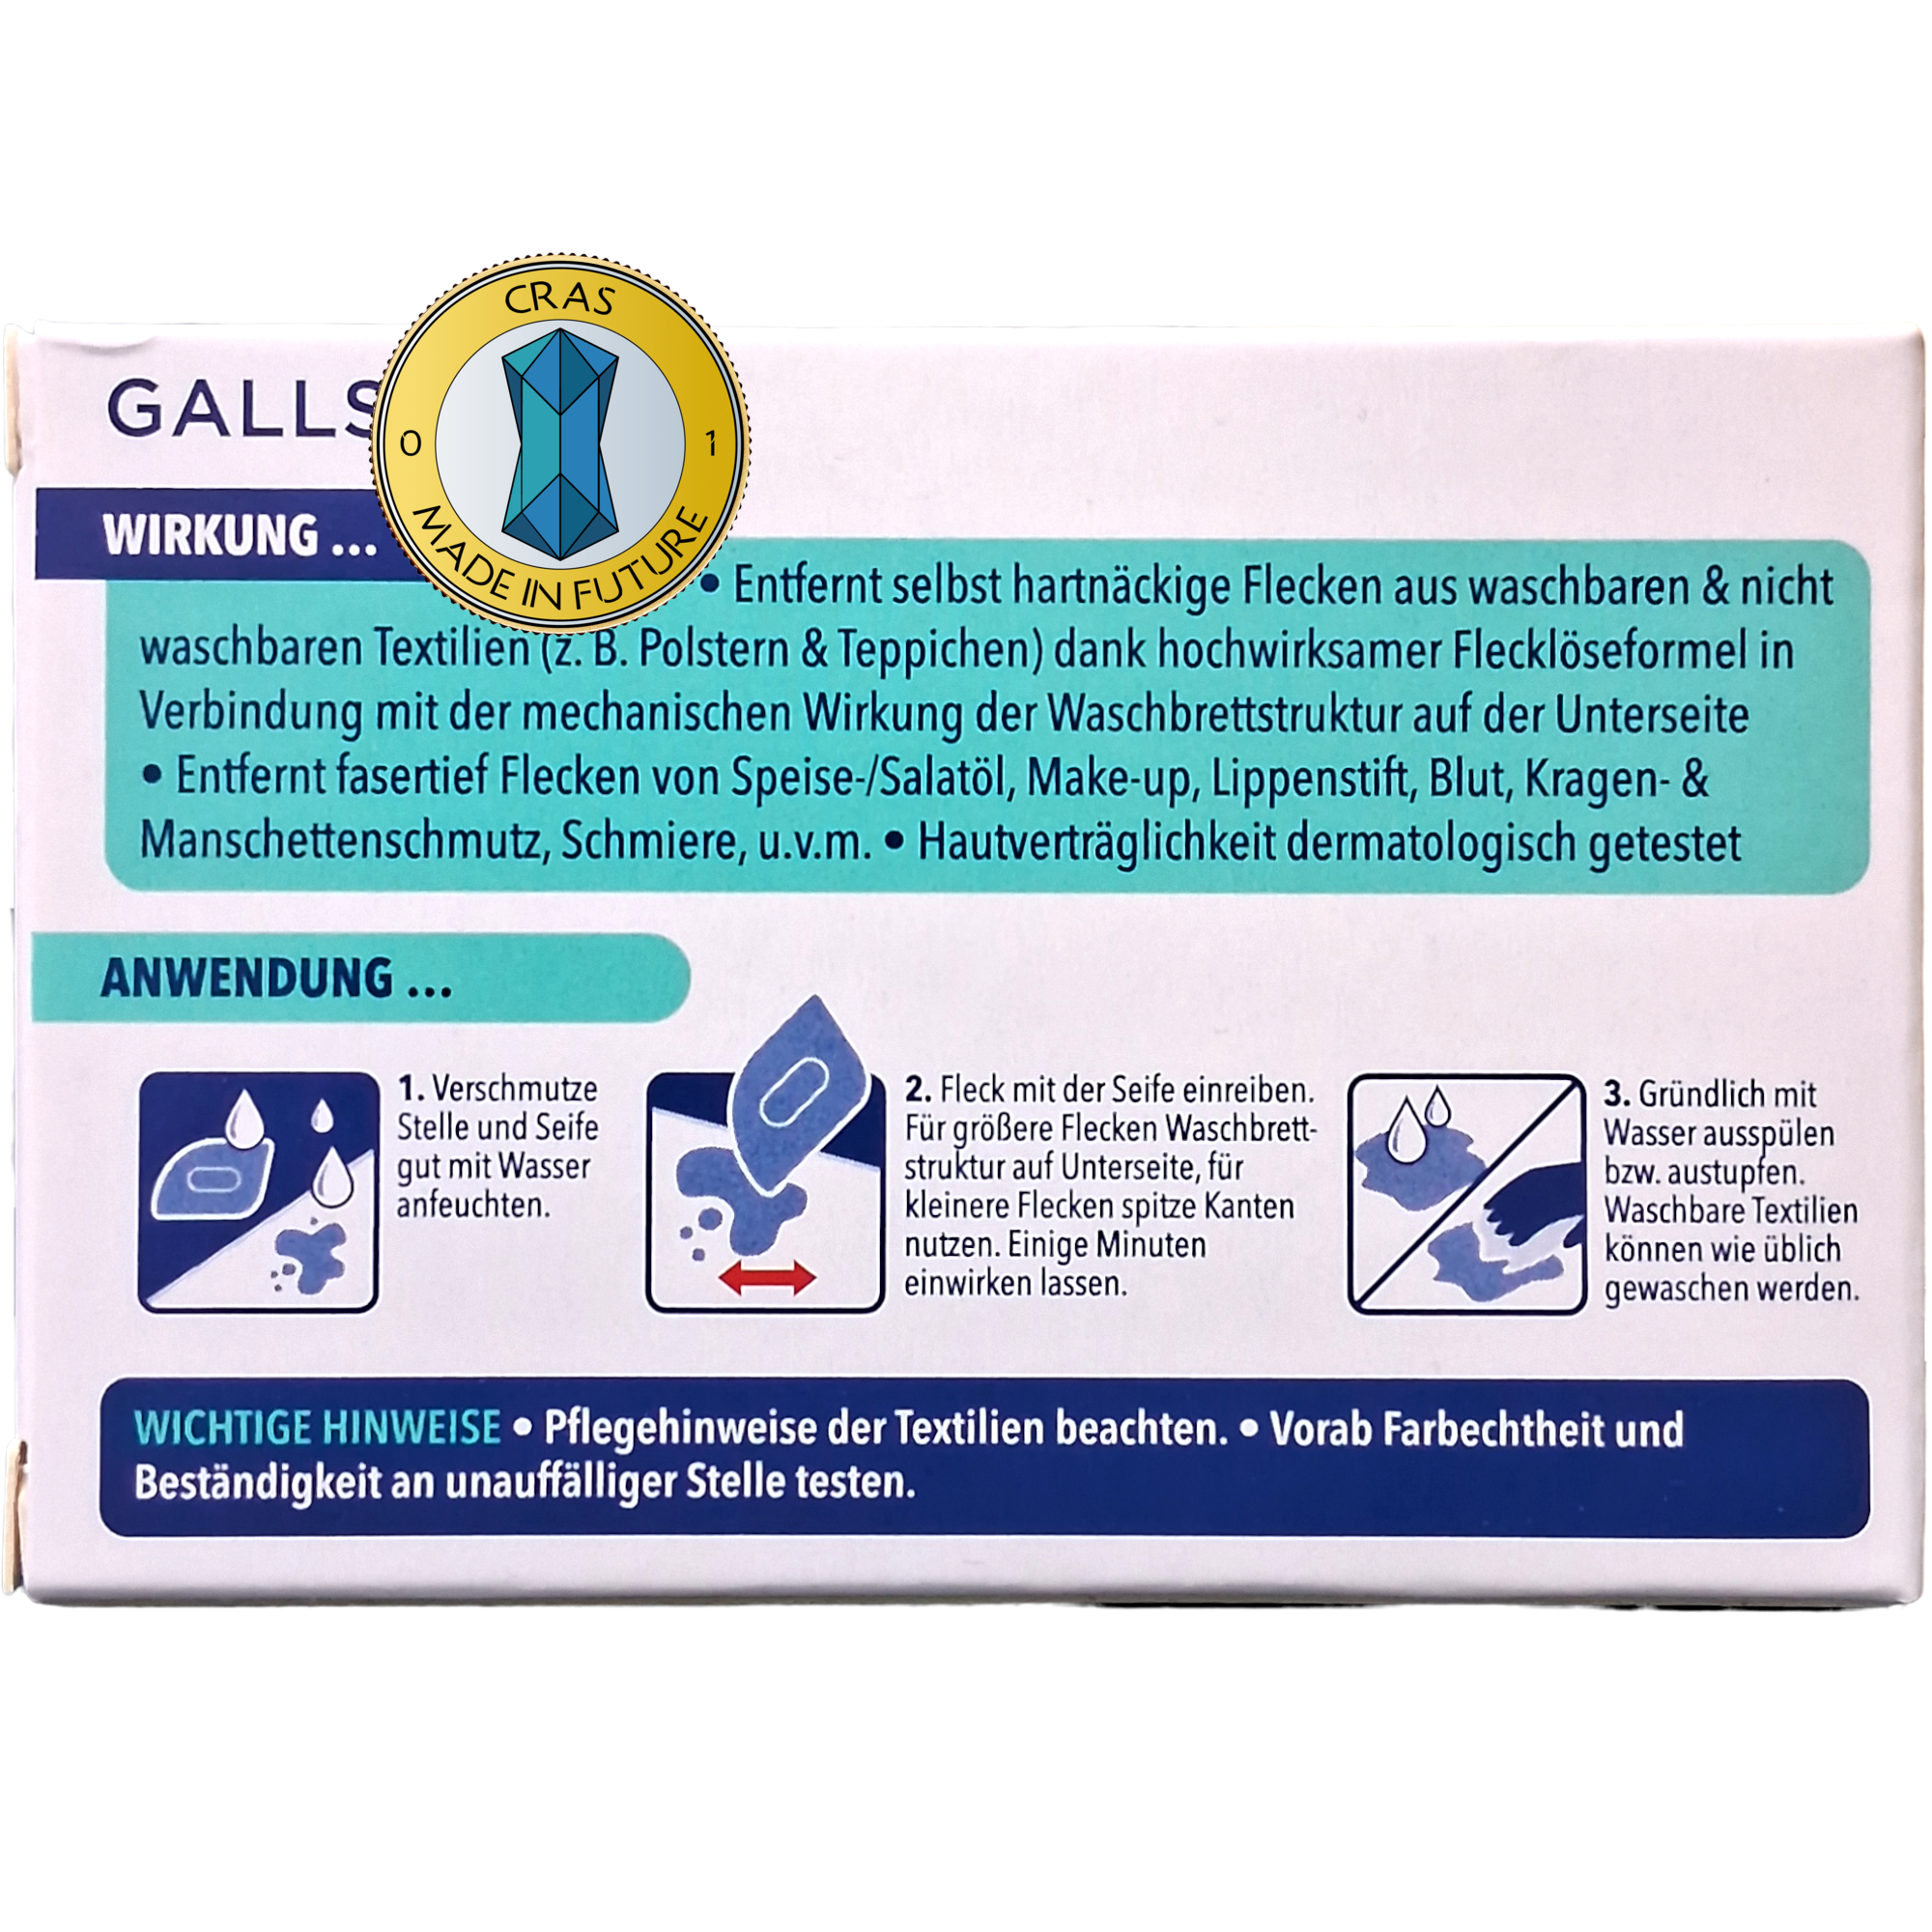 CRAS
0 1
MADE IN FUTURE
WIRKUNG ...
• Entfernt selbst hartnäckige Flecken aus waschbaren & nicht
waschbaren Textilien (z. B. Polstern & Teppichen) dank hochwirksamer Flecklöseformel in
Verbindung mit der mechanischen Wirkung der Waschbrettstruktur auf der Unterseite
• Entfernt fasertief Flecken von Speise-/Salatöl, Make-up, Lippenstift, Blut, Kragen- &
Manschettenschmutz, Schmiere, u.v.m. • Hautverträglichkeit dermatologisch getestet
ANWENDUNG ...
1. Verschmutze
Stelle und Seife
gut mit Wasser
anfeuchten.
2. Fleck mit der Seife einreiben.
Für größere Flecken Waschbrett-
struktur auf Unterseite, für
kleinere Flecken spitze Kanten
nutzen. Einige Minuten
einwirken lassen.
3. Gründlich mit
Wasser ausspülen
bzw. austupfen.
Waschbare Textilien
können wie üblich
gewaschen werden.
WICHTIGE HINWEISE • Pflegehinweise der Textilien beachten. • Vorab Farbechtheit und
Beständigkeit an unauffälliger Stelle testen.